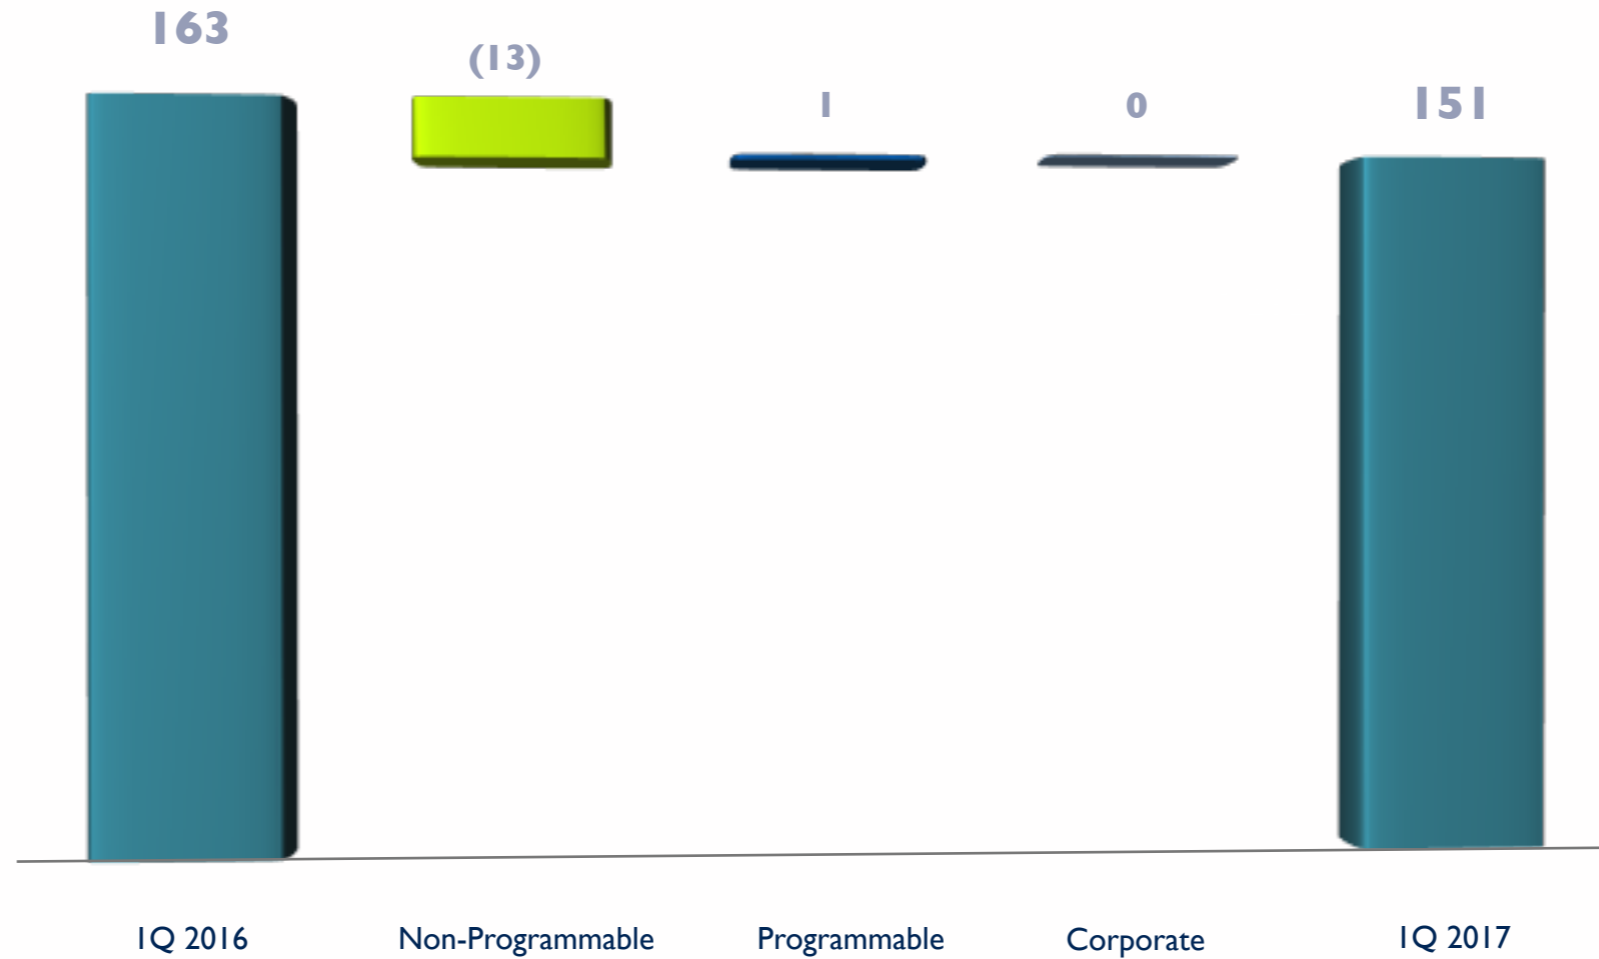 163
(13)
1
0
151
1Q 2016
Non-Programmable
Programmable
Corporate
1Q 2017